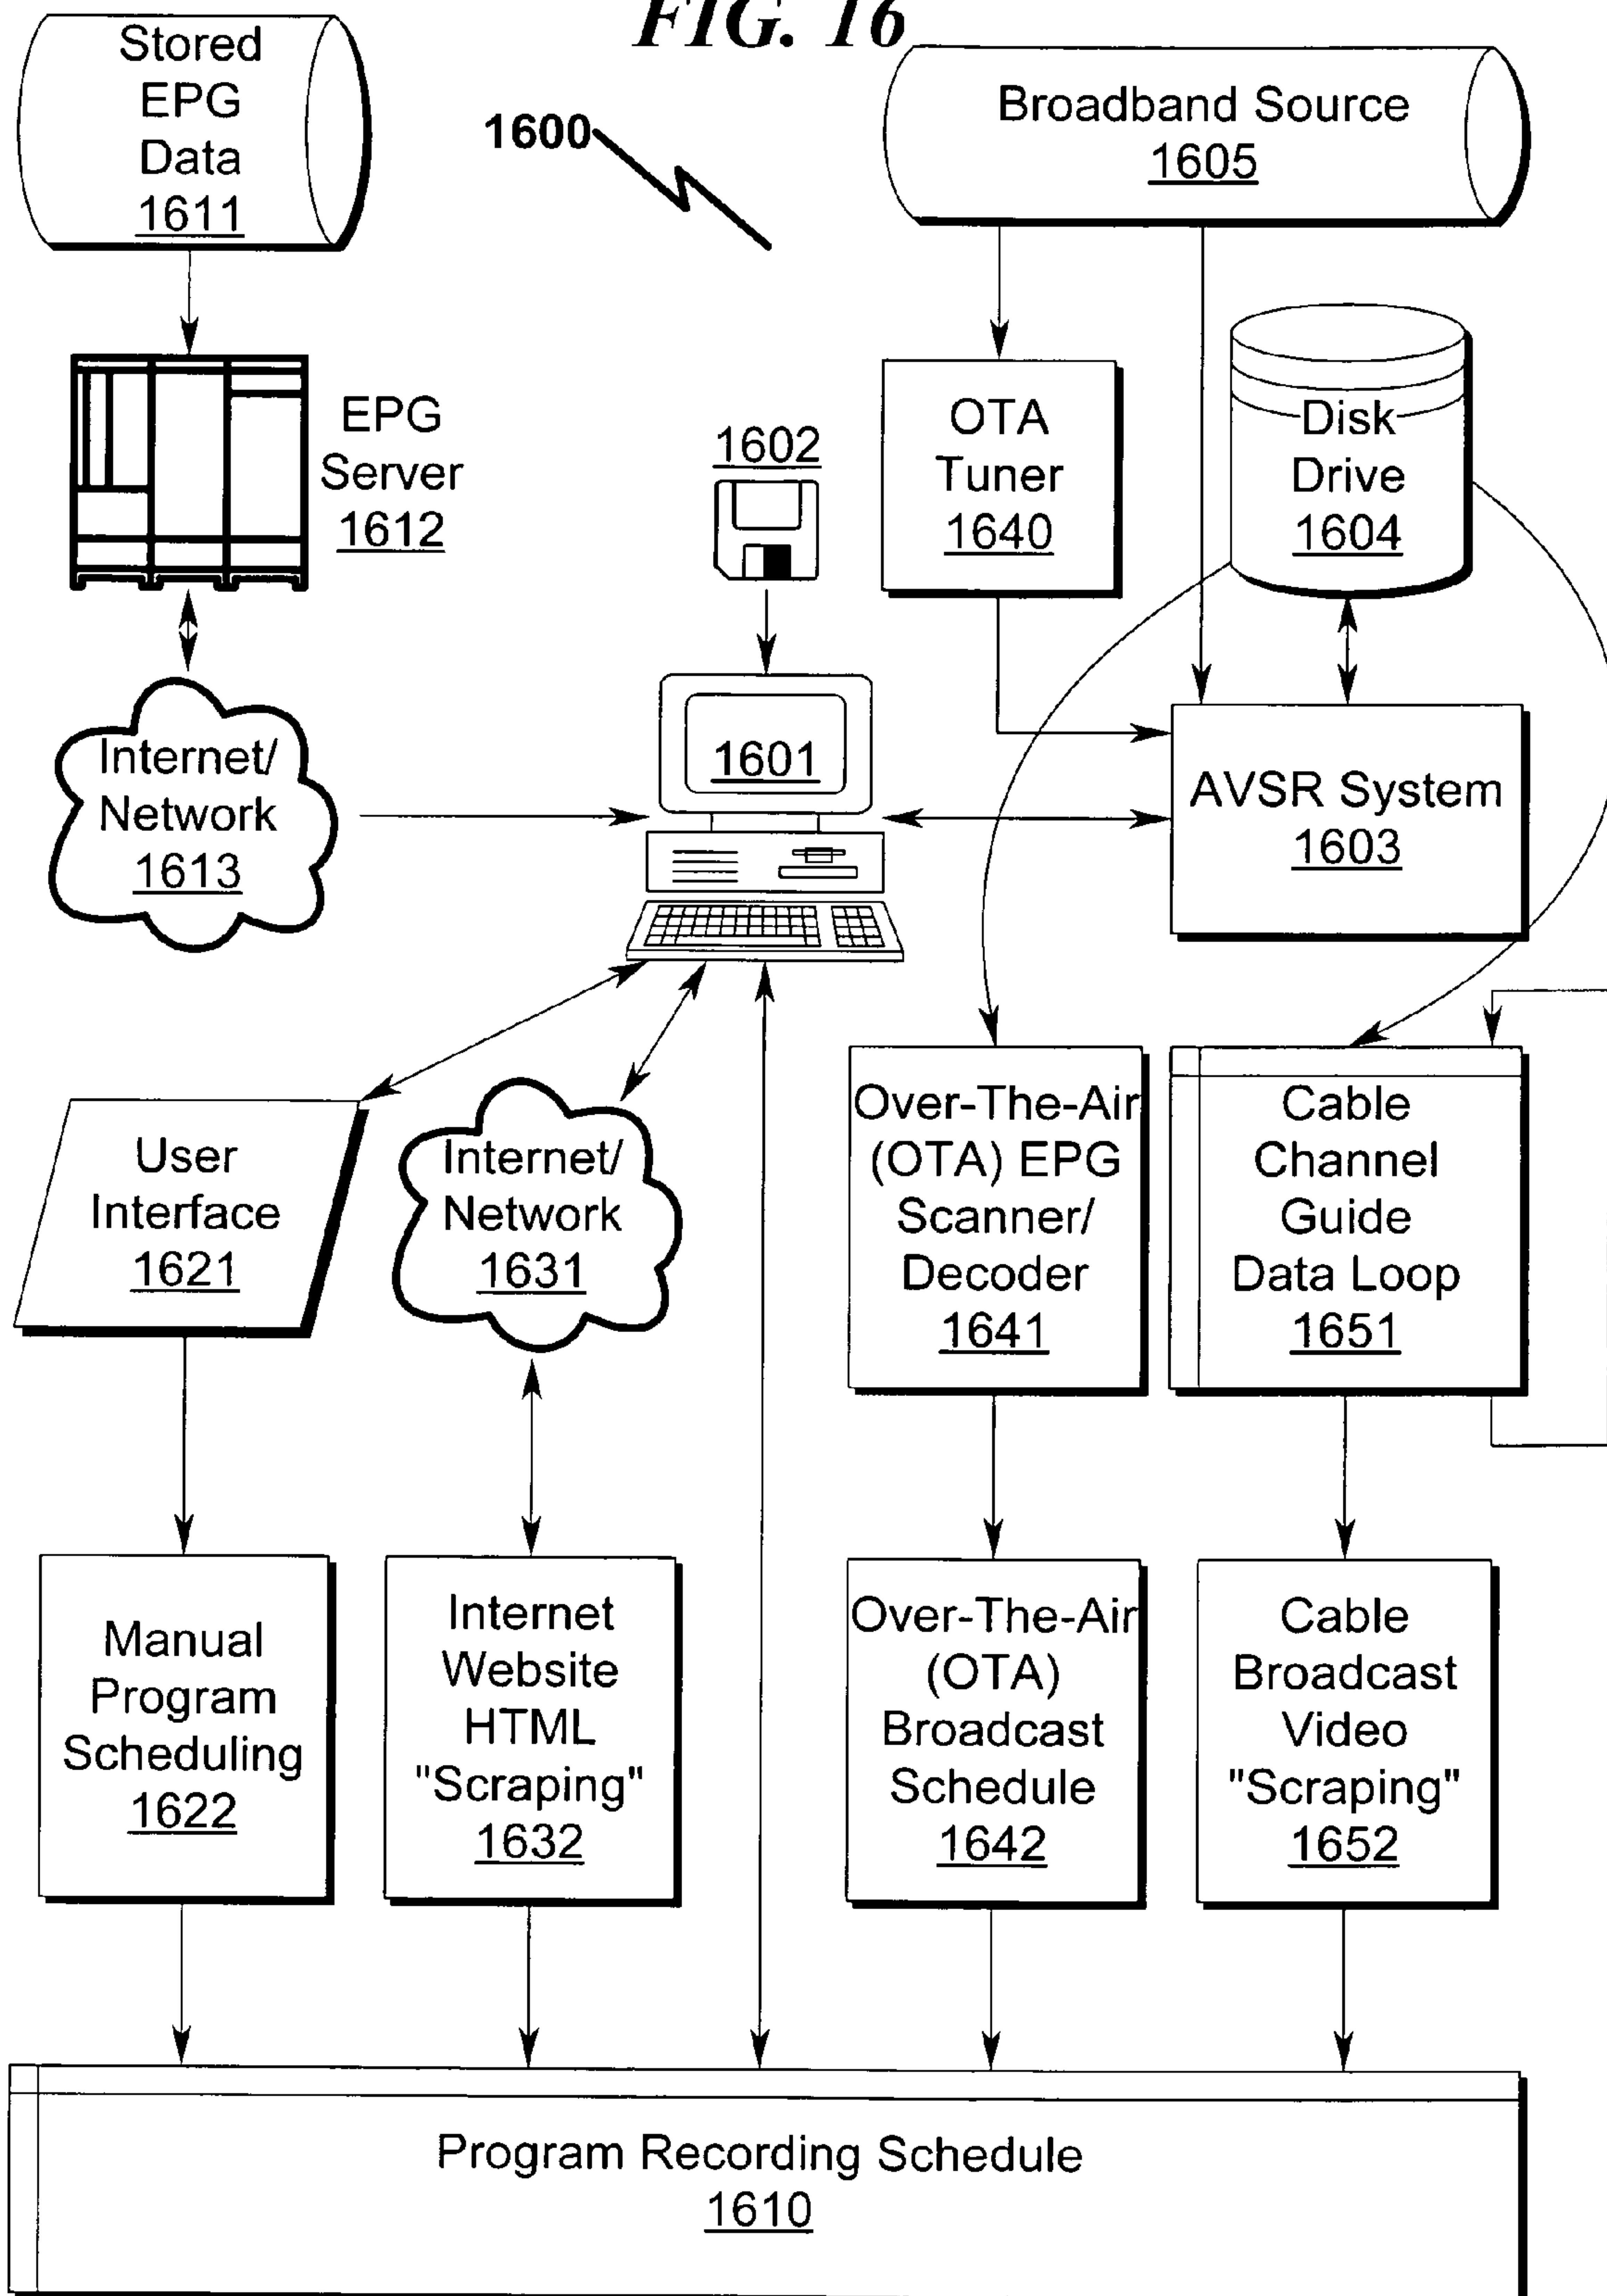 FIG. 16
Stored
EPG
Data
1611
1600
Broadband Source
1605
EPG
Server
1612
1602
OTA
Tuner
1640
Disk
Drive
1604
Internet/
Network
1613
1601
AVSR System
1603
User
Interface
1621
Internet/
Network
1631
Over-The-Air
(OTA) EPG
Scanner/
Decoder
1641
Cable
Channel
Guide
Data Loop
1651
Manual
Program
Scheduling
1622
Internet
Website
HTML
"Scraping"
1632
Over-The-Air
(OTA)
Broadcast
Schedule
1642
Cable
Broadcast
Video
"Scraping"
1652
Program Recording Schedule
1610